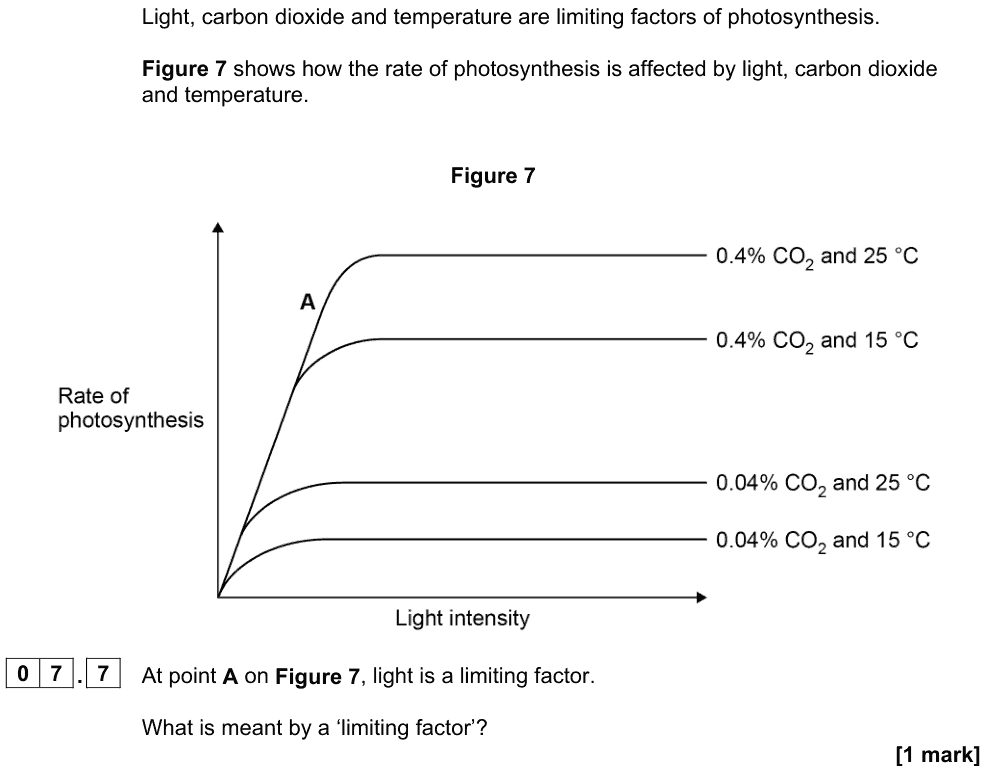 Light, carbon dioxide and temperature are limiting factors of photosynthesis.
Figure 7 shows how the rate of photosynthesis is affected by light, carbon dioxide
and temperature.
Figure 7
0.4% CO₂ and 25 °C
A
0.4% CO₂ and 15 °C
Rate of
photosynthesis
0.04% CO₂ and 25 °C
0.04% CO₂ and 15 °C
Light intensity
0 7 . 7 At point A on Figure 7, light is a limiting factor.
What is meant by a ‘limiting factor’?
[1 mark]